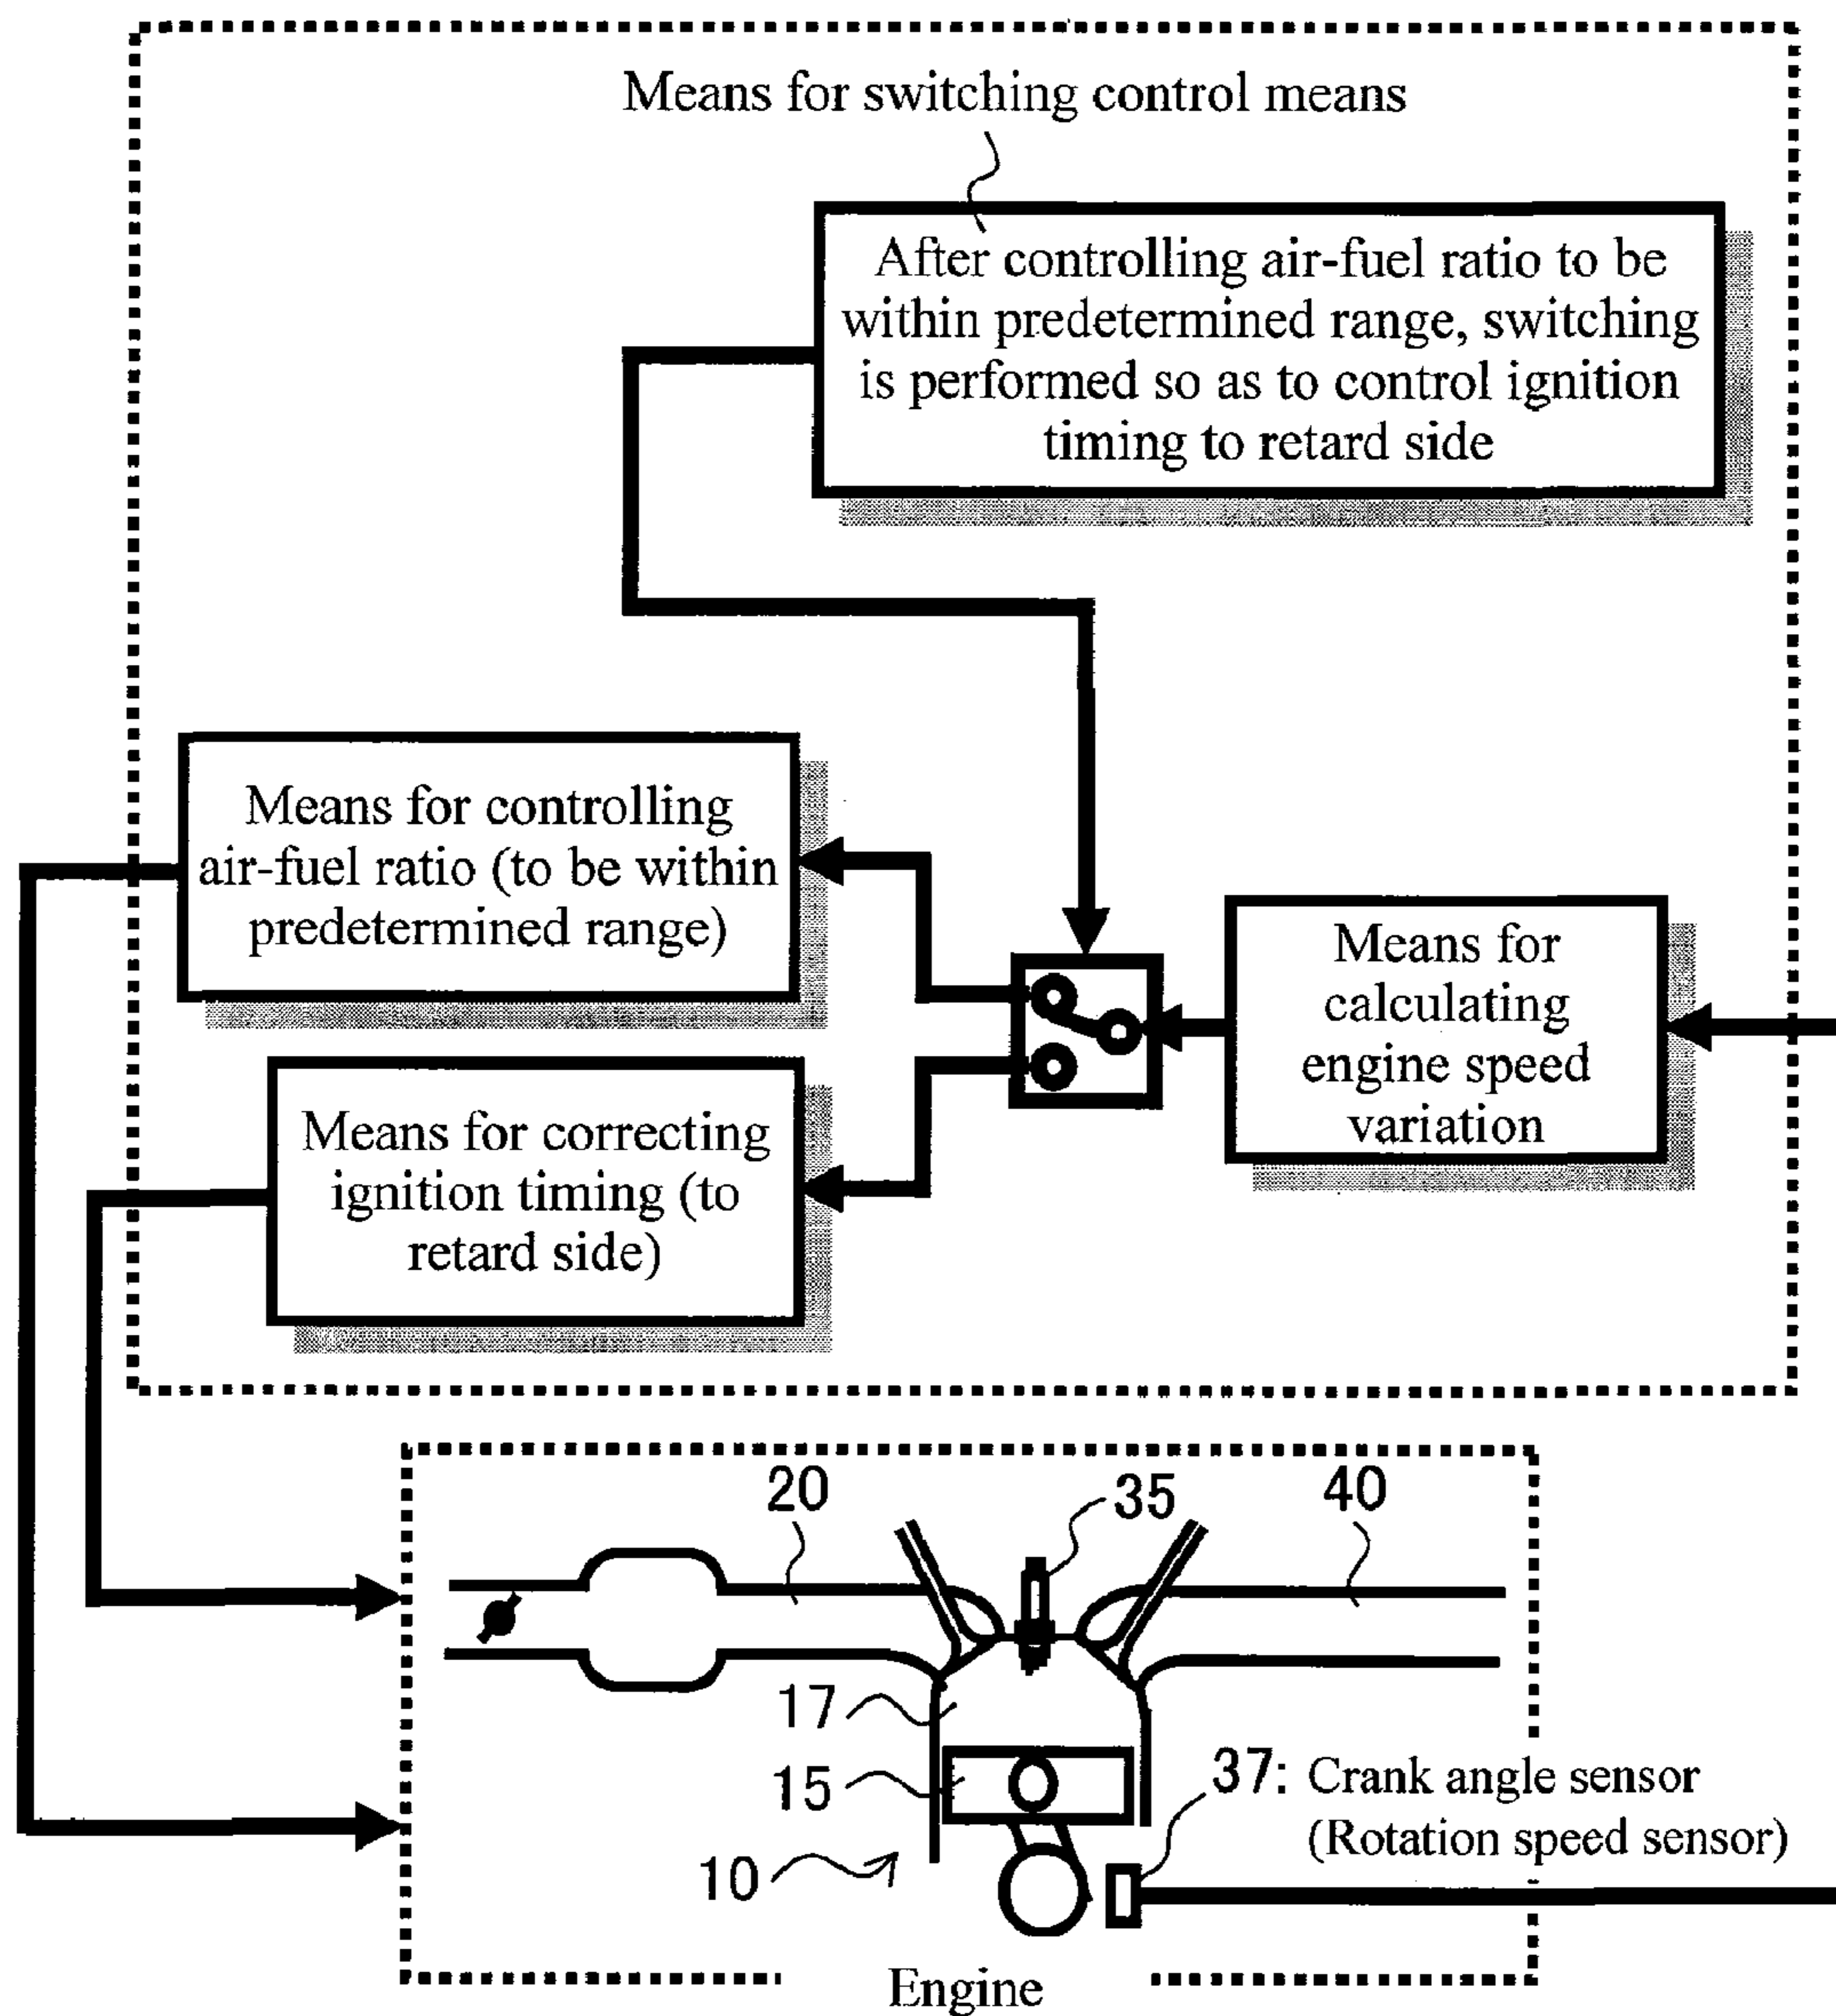 Means for switching control means
After controlling air-fuel ratio to be
within predetermined range, switching
is performed so as to control ignition
timing to retard side
Means for controlling
air-fuel ratio (to be within
predetermined range)
Means for
calculating
engine speed
variation
Means for correcting
ignition timing (to
retard side)
20
35
40
17
15
37: Crank angle sensor
(Rotation speed sensor)
10
Engine